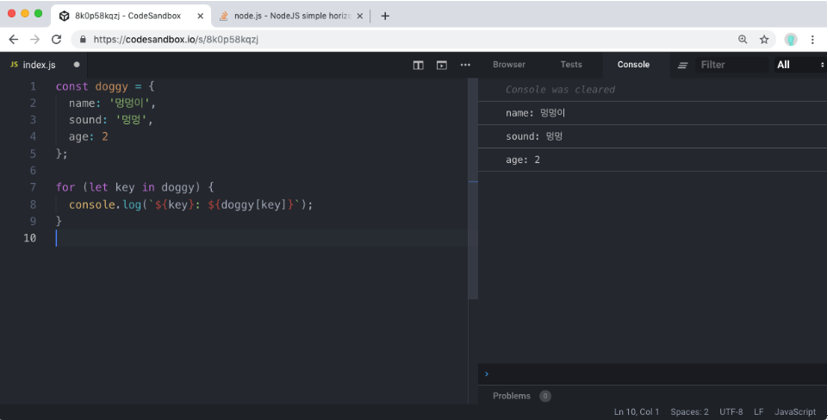 8k0p58kqzj - CodeSandbox
node.js - NodeJS simple horiz
https://codesandbox.io/s/8k0p58kqzj
JS index.js
Browser Tests Console Filter All
1 const doggy = {
2 name: '멍멍이',
3 sound: '멍멍',
4 age: 2
5 };
6
7 for (let key in doggy) {
8 console.log(`${key}: ${doggy[key]}`);
9 }
10
Console was cleared
name: 멍멍이
sound: 멍멍
age: 2
Problems 0
Ln 10, Col 1 Spaces: 2 UTF-8 LF JavaScript